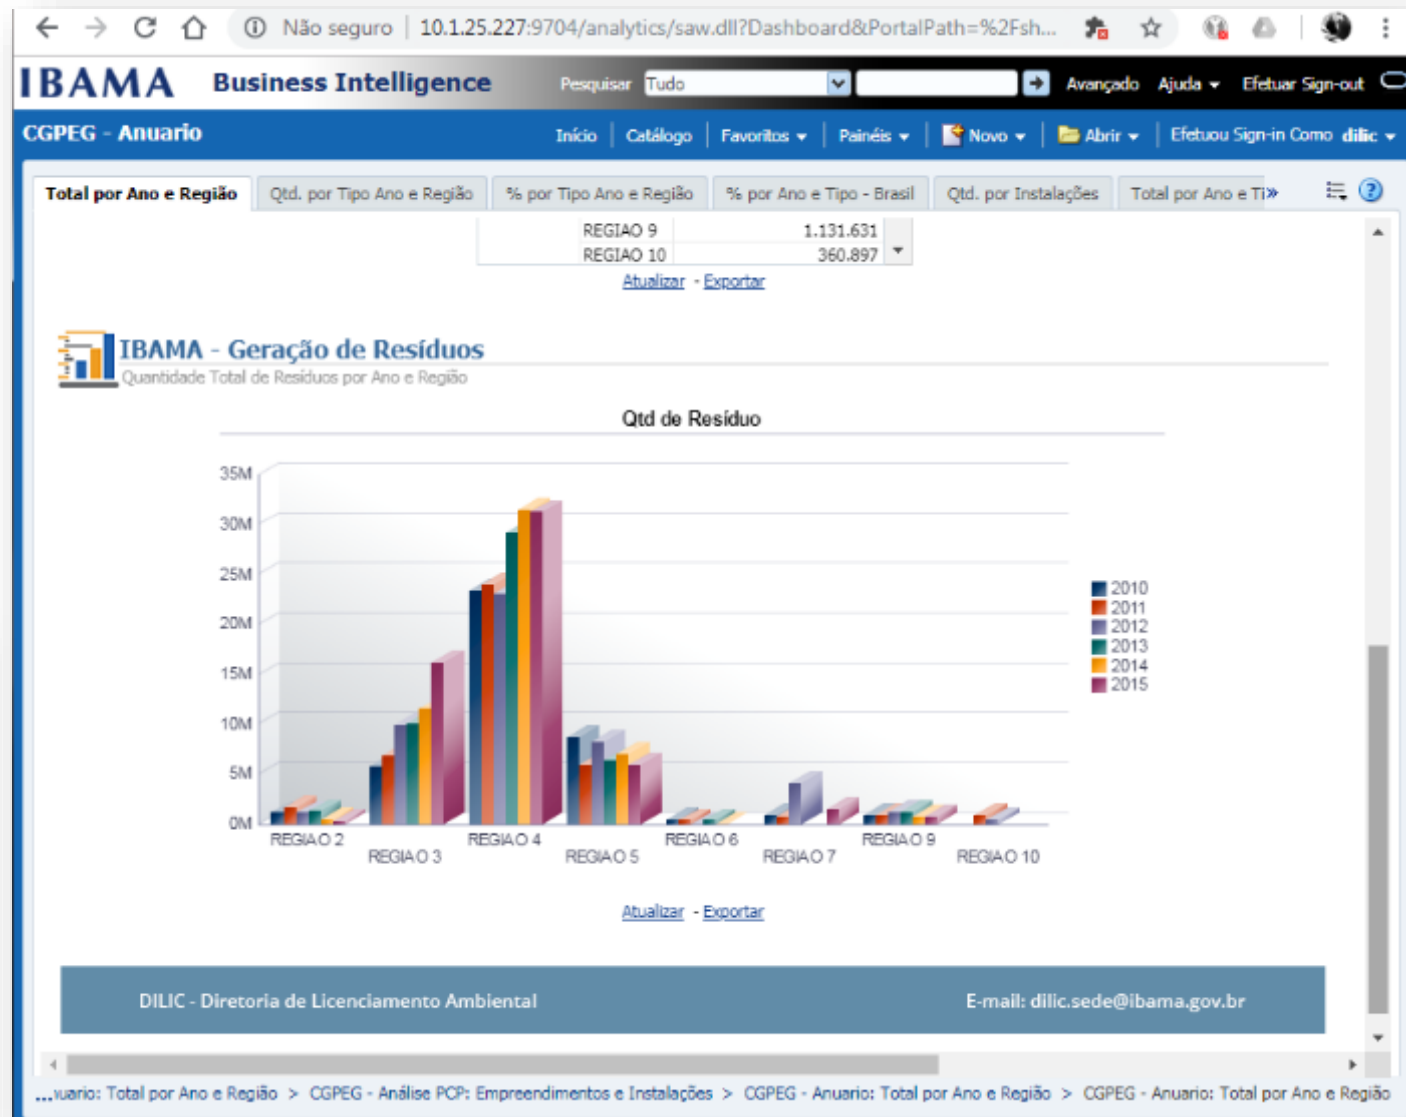 Não seguro | 10.1.25.227:9704/analytics/saw.dll?Dashboard&PortalPath=%2Fsh...
IBAMA Business Intelligence Pesquisar Tudo Avançado Ajuda Efetuar Sign-out
CGPEG - Anuario Início Catálogo Favoritos Painéis Novo Abrir Efetuou Sign-in Como dilic
Total por Ano e Região Qtd. por Tipo Ano e Região % por Tipo Ano e Região % por Ano e Tipo - Brasil Qtd. por Instalações Total por Ano e Ti»
REGIAO 9 1.131.631
REGIAO 10 360.897
Atualizar - Exportar
IBAMA - Geração de Resíduos
Quantidade Total de Resíduos por Ano e Região
Qtd de Resíduo
35M
30M
25M
20M
15M
10M
5M
0M
2010
2011
2012
2013
2014
2015
REGIAO 2 REGIAO 4 REGIAO 6 REGIAO 9
REGIAO 3 REGIAO 5 REGIAO 7 REGIAO 10
Atualizar - Exportar
DILIC - Diretoria de Licenciamento Ambiental E-mail: dilic.sede@ibama.gov.br
...nuario: Total por Ano e Região > CGPEG - Análise PCP: Empreendimentos e Instalações > CGPEG - Anuario: Total por Ano e Região > CGPEG - Anuario: Total por Ano e Região